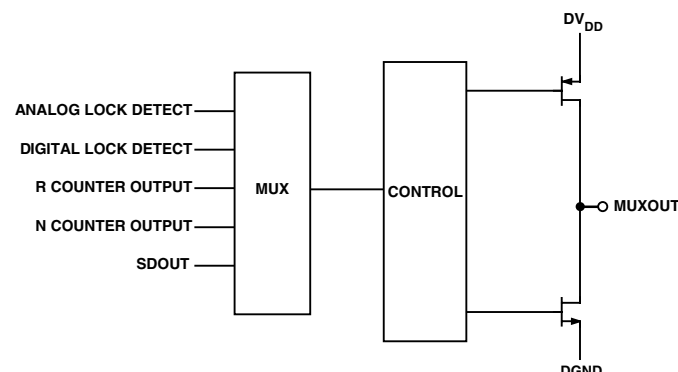 DVDD
ANALOG LOCK DETECT
DIGITAL LOCK DETECT
R COUNTER OUTPUT
MUX
CONTROL
MUXOUT
N COUNTER OUTPUT
SDOUT
DGND